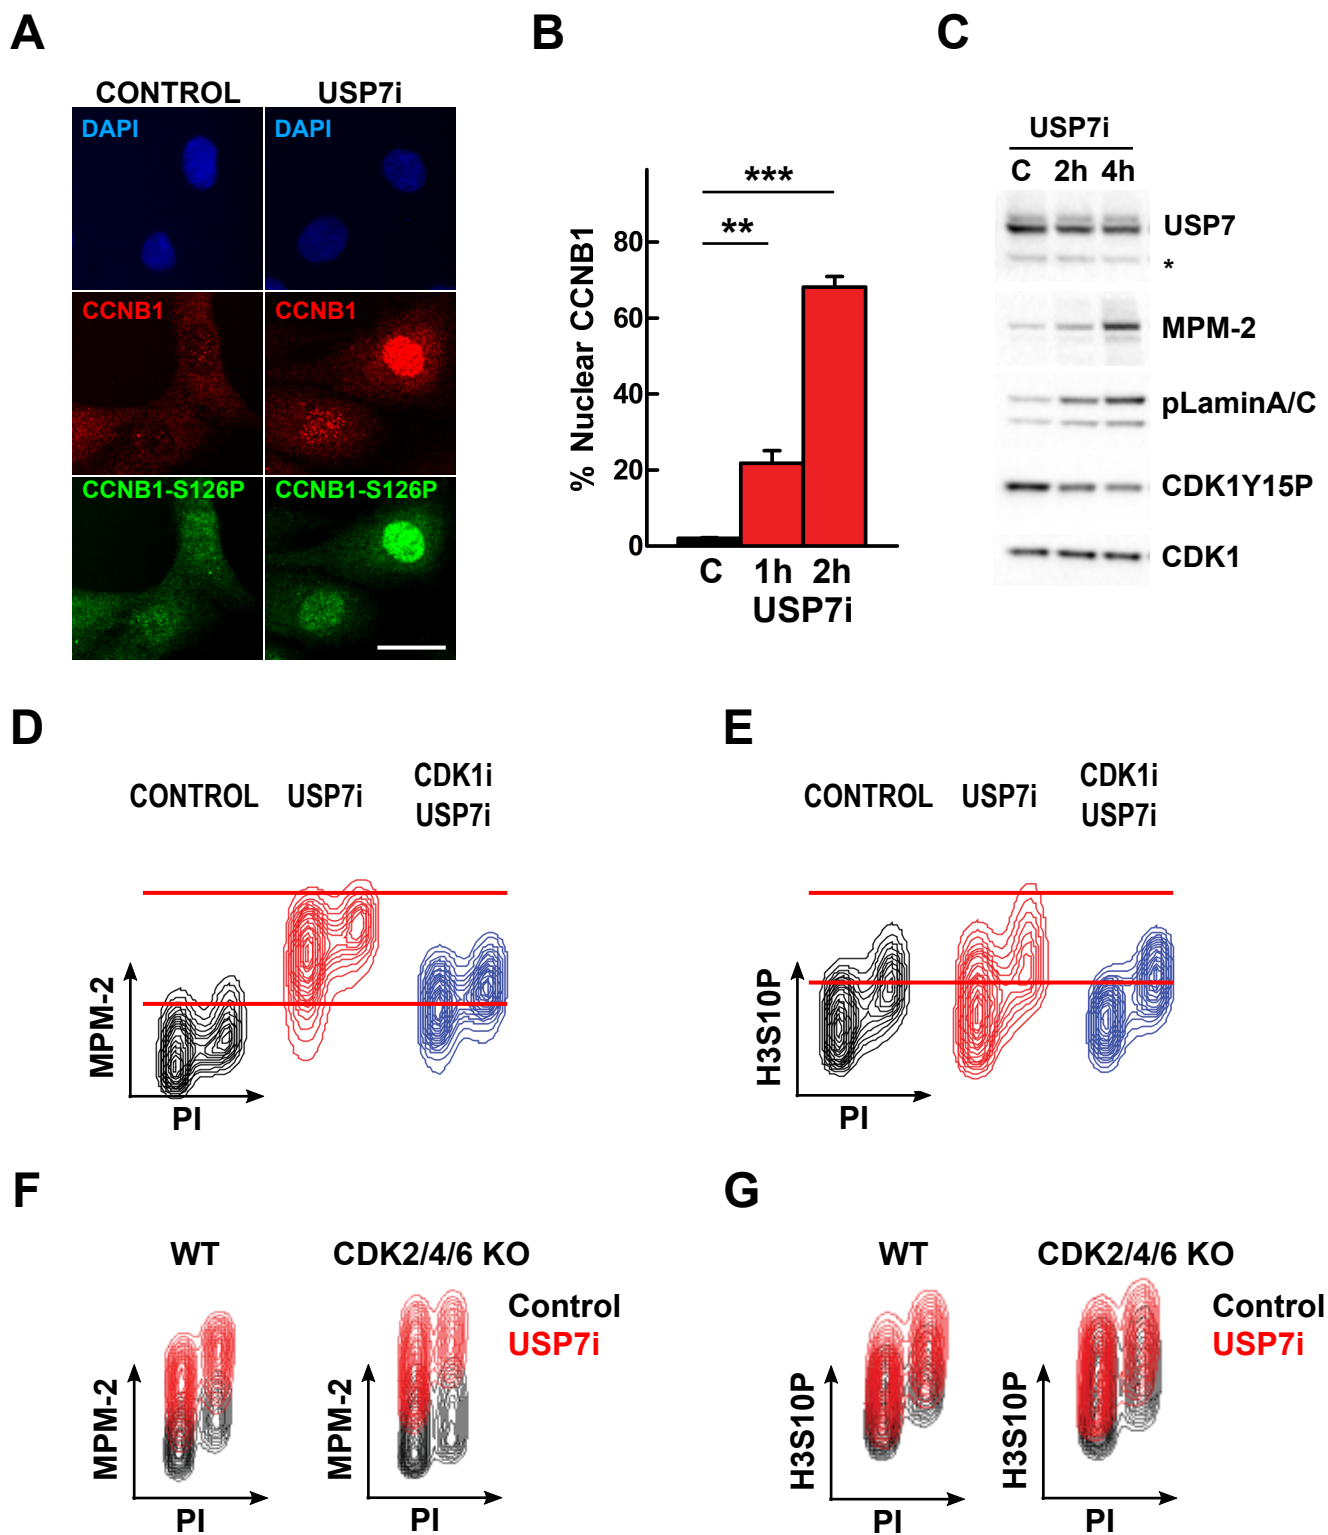 A
CONTROL
USP7i
DAPI
DAPI
CCNB1
CCNB1
CCNB1-S126P
CCNB1-S126P
B
% Nuclear CCNB1
80
60
40
20
0
***
**
C
1h
2h
USP7i
C
USP7i
C 2h 4h
USP7
*
MPM-2
pLaminA/C
CDK1Y15P
CDK1
D
CONTROL
USP7i
CDK1i
USP7i
MPM-2
PI
E
CONTROL
USP7i
CDK1i
USP7i
H3S10P
PI
F
WT
CDK2/4/6 KO
Control
USP7i
MPM-2
PI
MPM-2
PI
G
WT
CDK2/4/6 KO
Control
USP7i
H3S10P
PI
H3S10P
PI